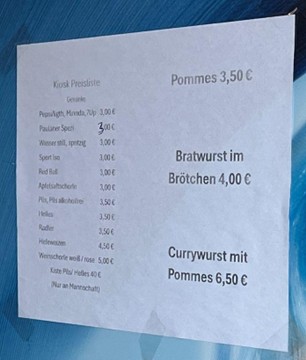 Kiosk Preisliste
Getränke
Pepsi/ligth, Mirinda, 7Up 3,00 €
Paulaner Spezi 3,00 €
Wasser still, spritzig 3,00 €
Sport Iso 3,00 €
Red Bull 3,00 €
Apfelsaftschorle 3,00 €
Pils, Pils alkoholfrei 3,50 €
Helles 3,50 €
Radler 3,50 €
Hefeweizen 4,50 €
Weinschorle weiß / rosé 5,00 €
Kiste Pils/ Helles 40 €
(Nur an Mannschaft)
Pommes 3,50 €
Bratwurst im
Brötchen 4,00 €
Currywurst mit
Pommes 6,50 €